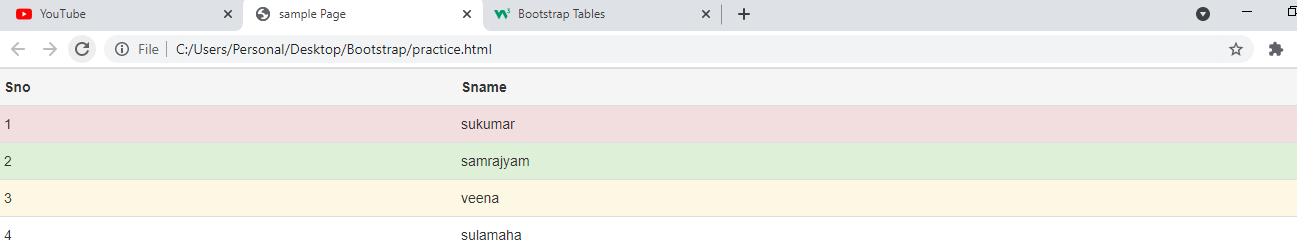 YouTube sample Page W3 Bootstrap Tables
File C:/Users/Personal/Desktop/Bootstrap/practice.html
Sno Sname
1 sukumar
2 samrajyam
3 veena
4 sulamaha